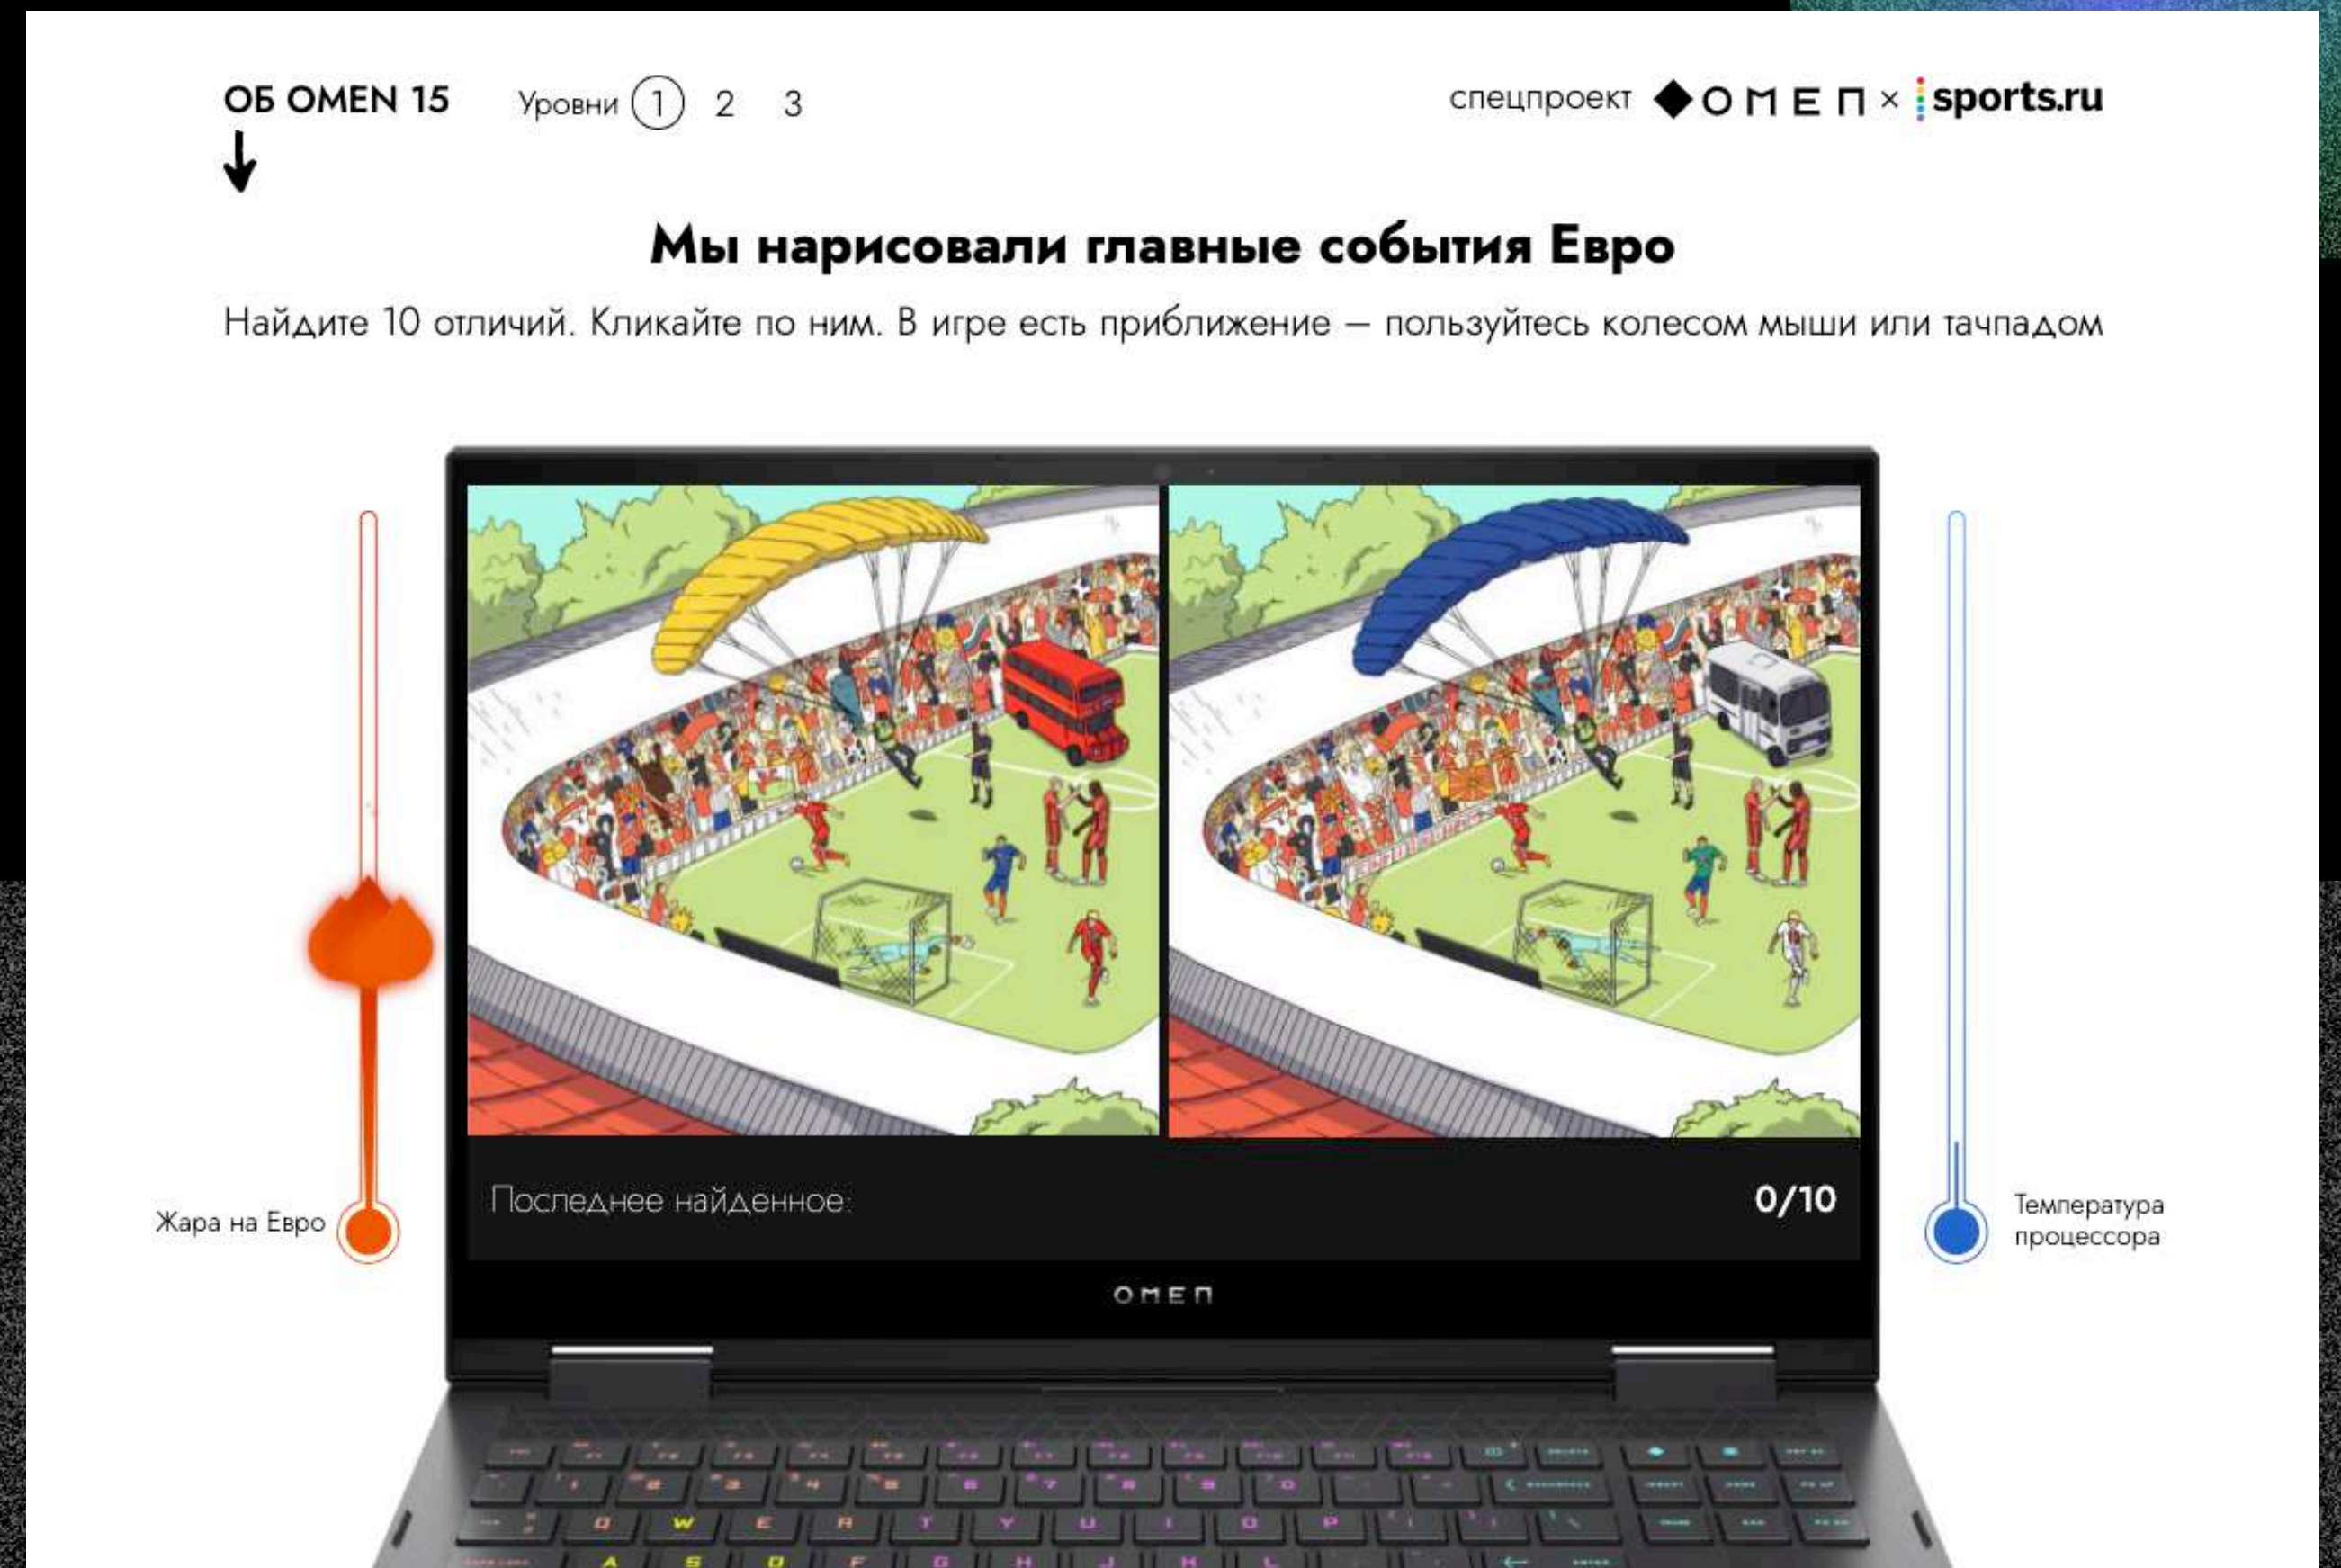 ОБ OMEN 15
Уровни 1 2 3
спецпроект OMEN × sports.ru
Мы нарисовали главные события Евро
Найдите 10 отличий. Кликайте по ним. В игре есть приближение – пользуйтесь колесом мыши или тачпадом
Жара на Евро
Последнее найденное:
0/10
Температура
процессора
OMEN
Q W E R T Y U I O P
A S D F G H J K L